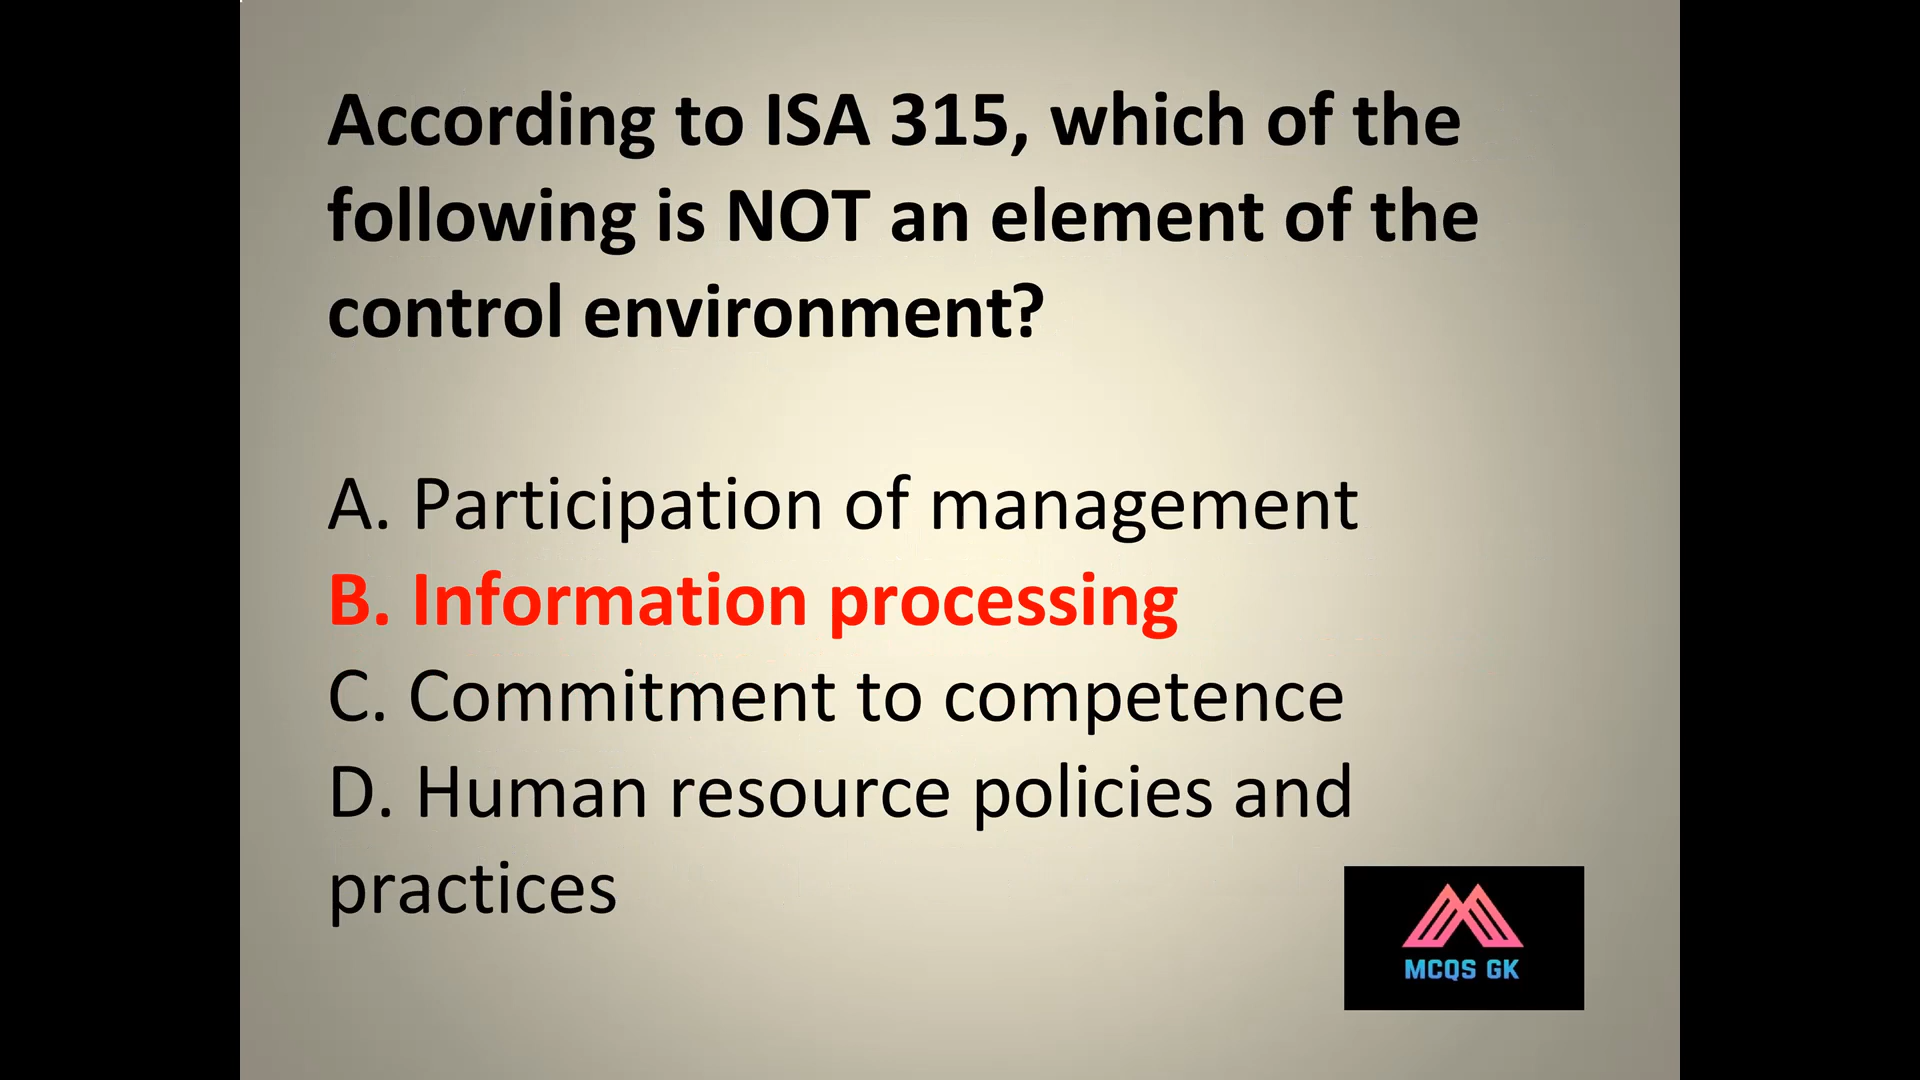 According to ISA 315, which of the
following is NOT an element of the
control environment?
A. Participation of management
B. Information processing
C. Commitment to competence
D. Human resource policies and
practices
MCQS GK